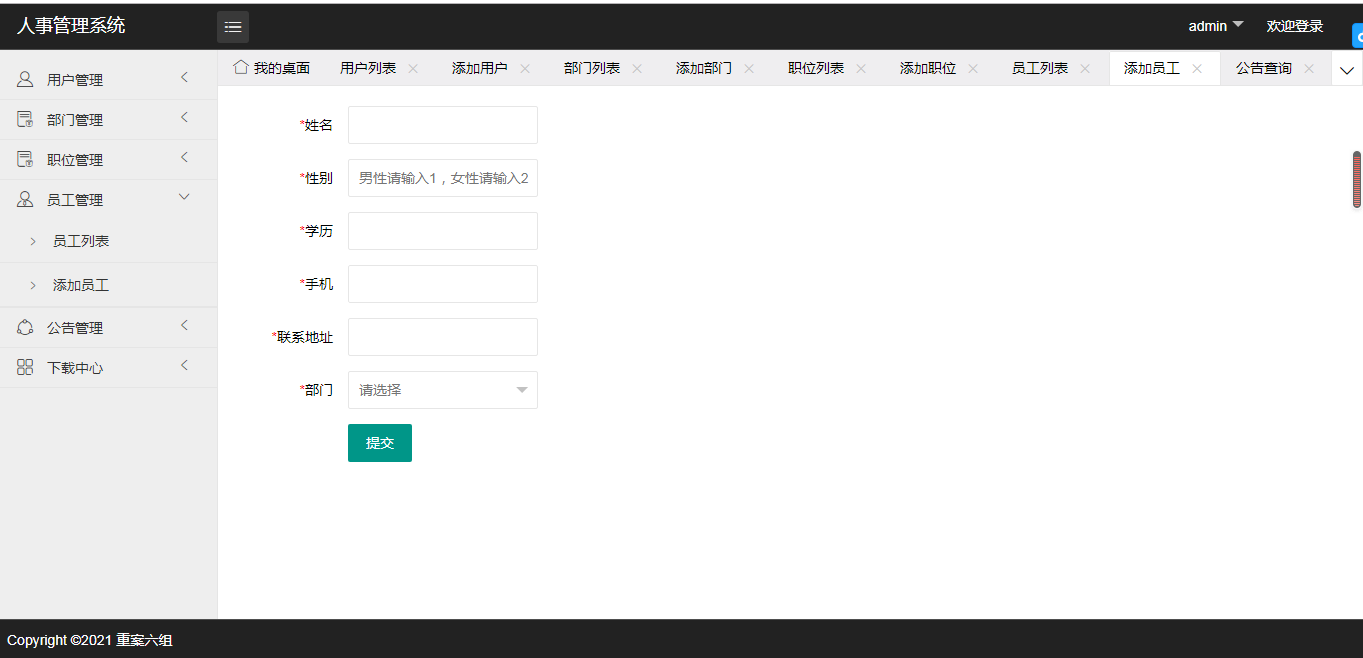 人事管理系统
admin 欢迎登录
用户管理
部门管理
职位管理
员工管理
员工列表
添加员工
公告管理
下载中心
我的桌面 用户列表 添加用户 部门列表 添加部门 职位列表 添加职位 员工列表 添加员工 公告查询
*姓名
*性别 男性请输入1，女性请输入2
*学历
*手机
*联系地址
*部门 请选择
提交
Copyright ©2021 重案六组